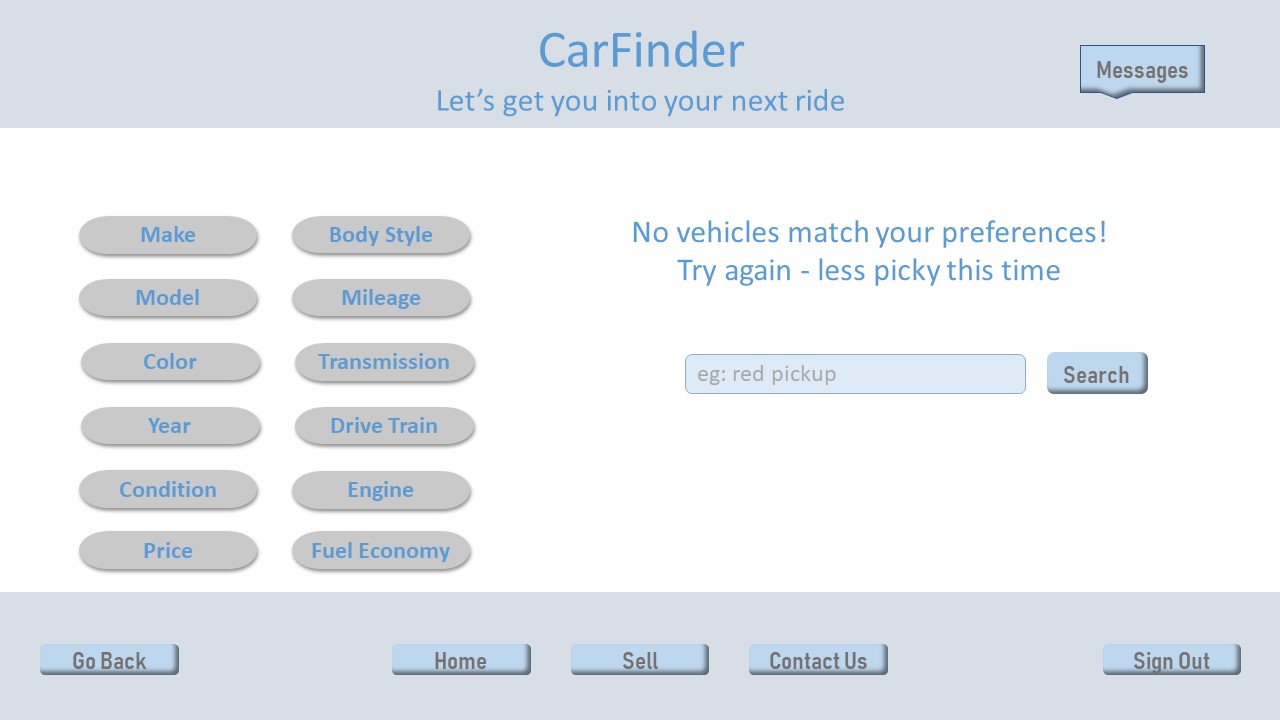 CarFinder
Let’s get you into your next ride
Messages
Make
Body Style
Model
Mileage
Color
Transmission
Year
Drive Train
Condition
Engine
Price
Fuel Economy
No vehicles match your preferences!
Try again - less picky this time
eg: red pickup
Search
Go Back
Home
Sell
Contact Us
Sign Out